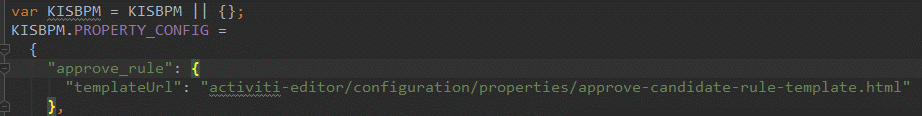 var KISBPM = KISBPM || {};
KISBPM.PROPERTY_CONFIG =
{
"approve_rule": {
"templateUrl": "activiti-editor/configuration/properties/approve-candidate-rule-template.html"
},